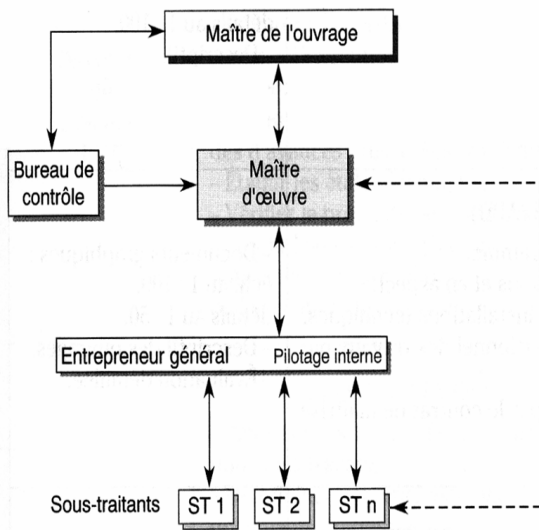 Maître de l'ouvrage
Bureau de
contrôle
Maître
d'œuvre
Entrepreneur général Pilotage interne
Sous-traitants ST 1 ST 2 ST n